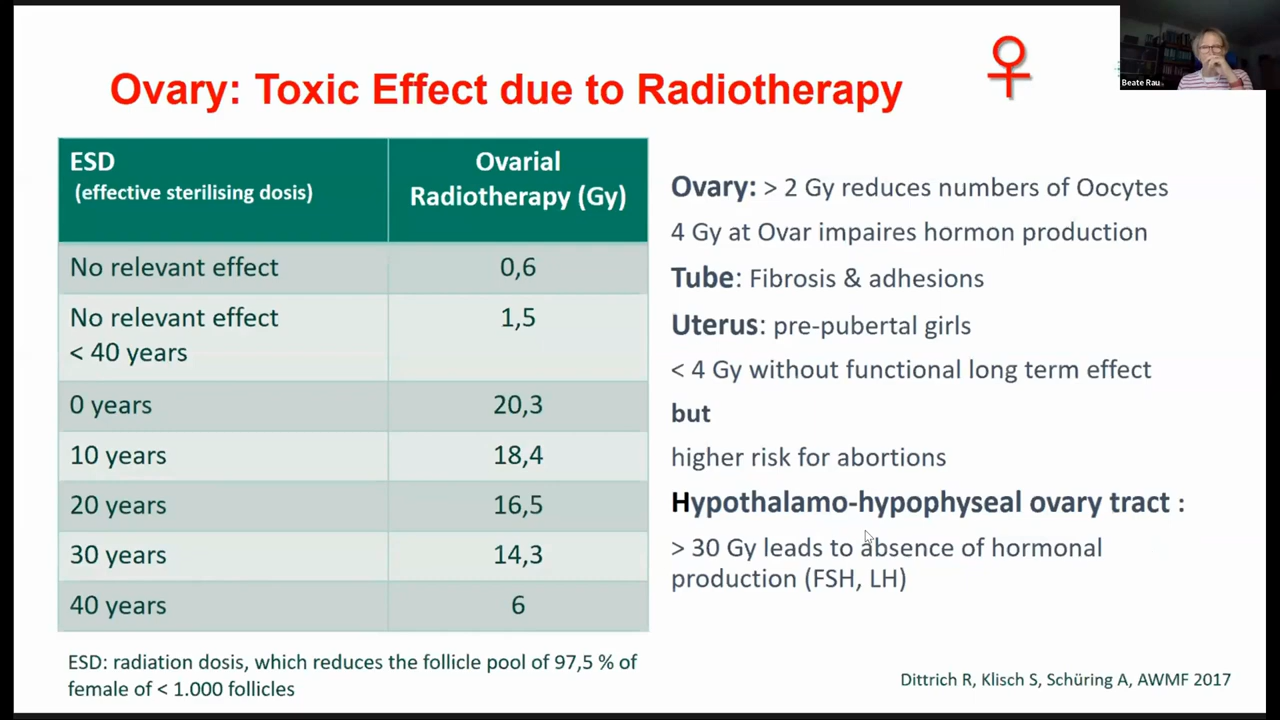 Beate Rau
Ovary: Toxic Effect due to Radiotherapy
ESD
(effective sterilising dosis)
Ovarial
Radiotherapy (Gy)
No relevant effect
0,6
No relevant effect
< 40 years
1,5
0 years
20,3
10 years
18,4
20 years
16,5
30 years
14,3
40 years
6
ESD: radiation dosis, which reduces the follicle pool of 97,5 % of
female of < 1.000 follicles
Ovary: > 2 Gy reduces numbers of Oocytes
4 Gy at Ovar impaires hormon production
Tube: Fibrosis & adhesions
Uterus: pre-pubertal girls
< 4 Gy without functional long term effect
but
higher risk for abortions
Hypothalamo-hypophyseal ovary tract :
> 30 Gy leads to absence of hormonal
production (FSH, LH)
Dittrich R, Klisch S, Schüring A, AWMF 2017